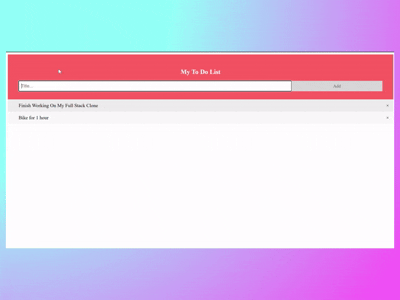 My To Do List
Title...
Add
Finish Working On My Full Stack Clone
×
Bike for 1 hour
×